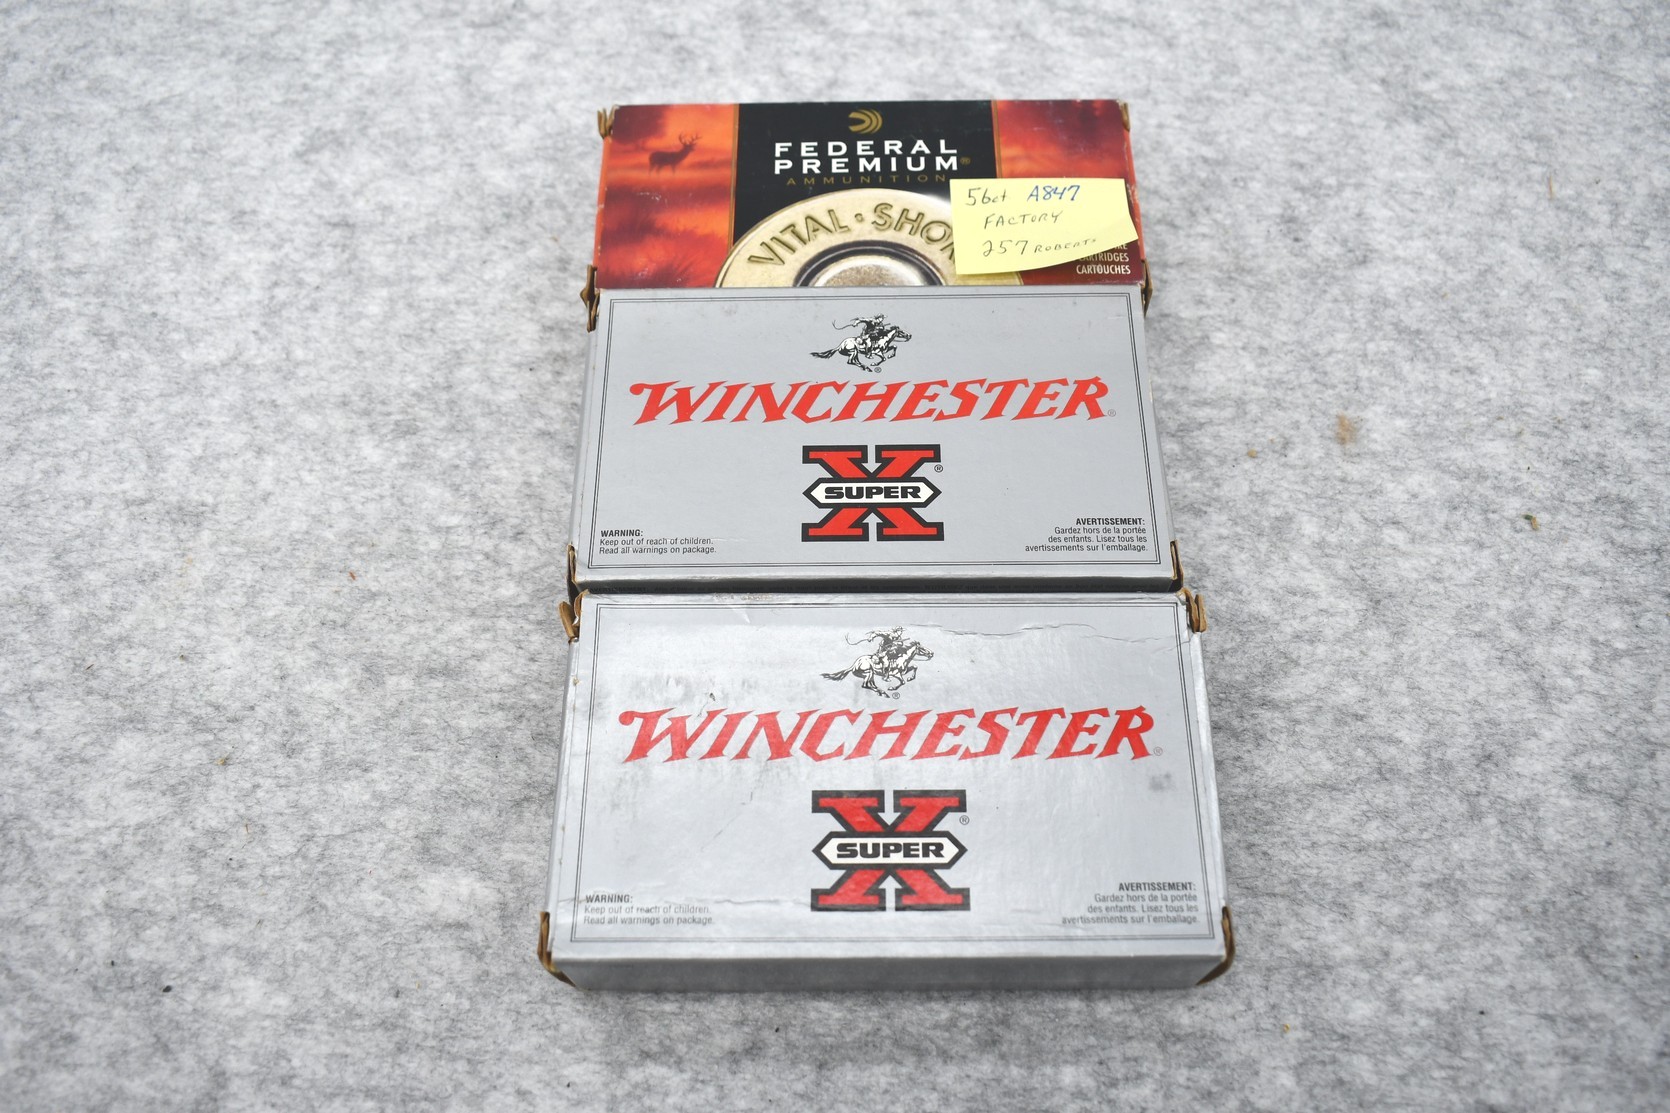 FEDERAL
PREMIUM®
AMMUNITION
VITAL·SHOK
56ct A847
FACTORY
257 ROBERTS
CARTRIDGES
CARTOUCHES
®
WINCHESTER®
X®
SUPER
WARNING:
Keep out of reach of children.
Read all warnings on package.
AVERTISSEMENT:
Gardez hors de la portée
des enfants. Lisez tous les
avertissements sur l'emballage.
®
WINCHESTER®
X®
SUPER
WARNING:
Keep out of reach of children.
Read all warnings on package.
AVERTISSEMENT:
Gardez hors de la portée
des enfants. Lisez tous les
avertissements sur l'emballage.